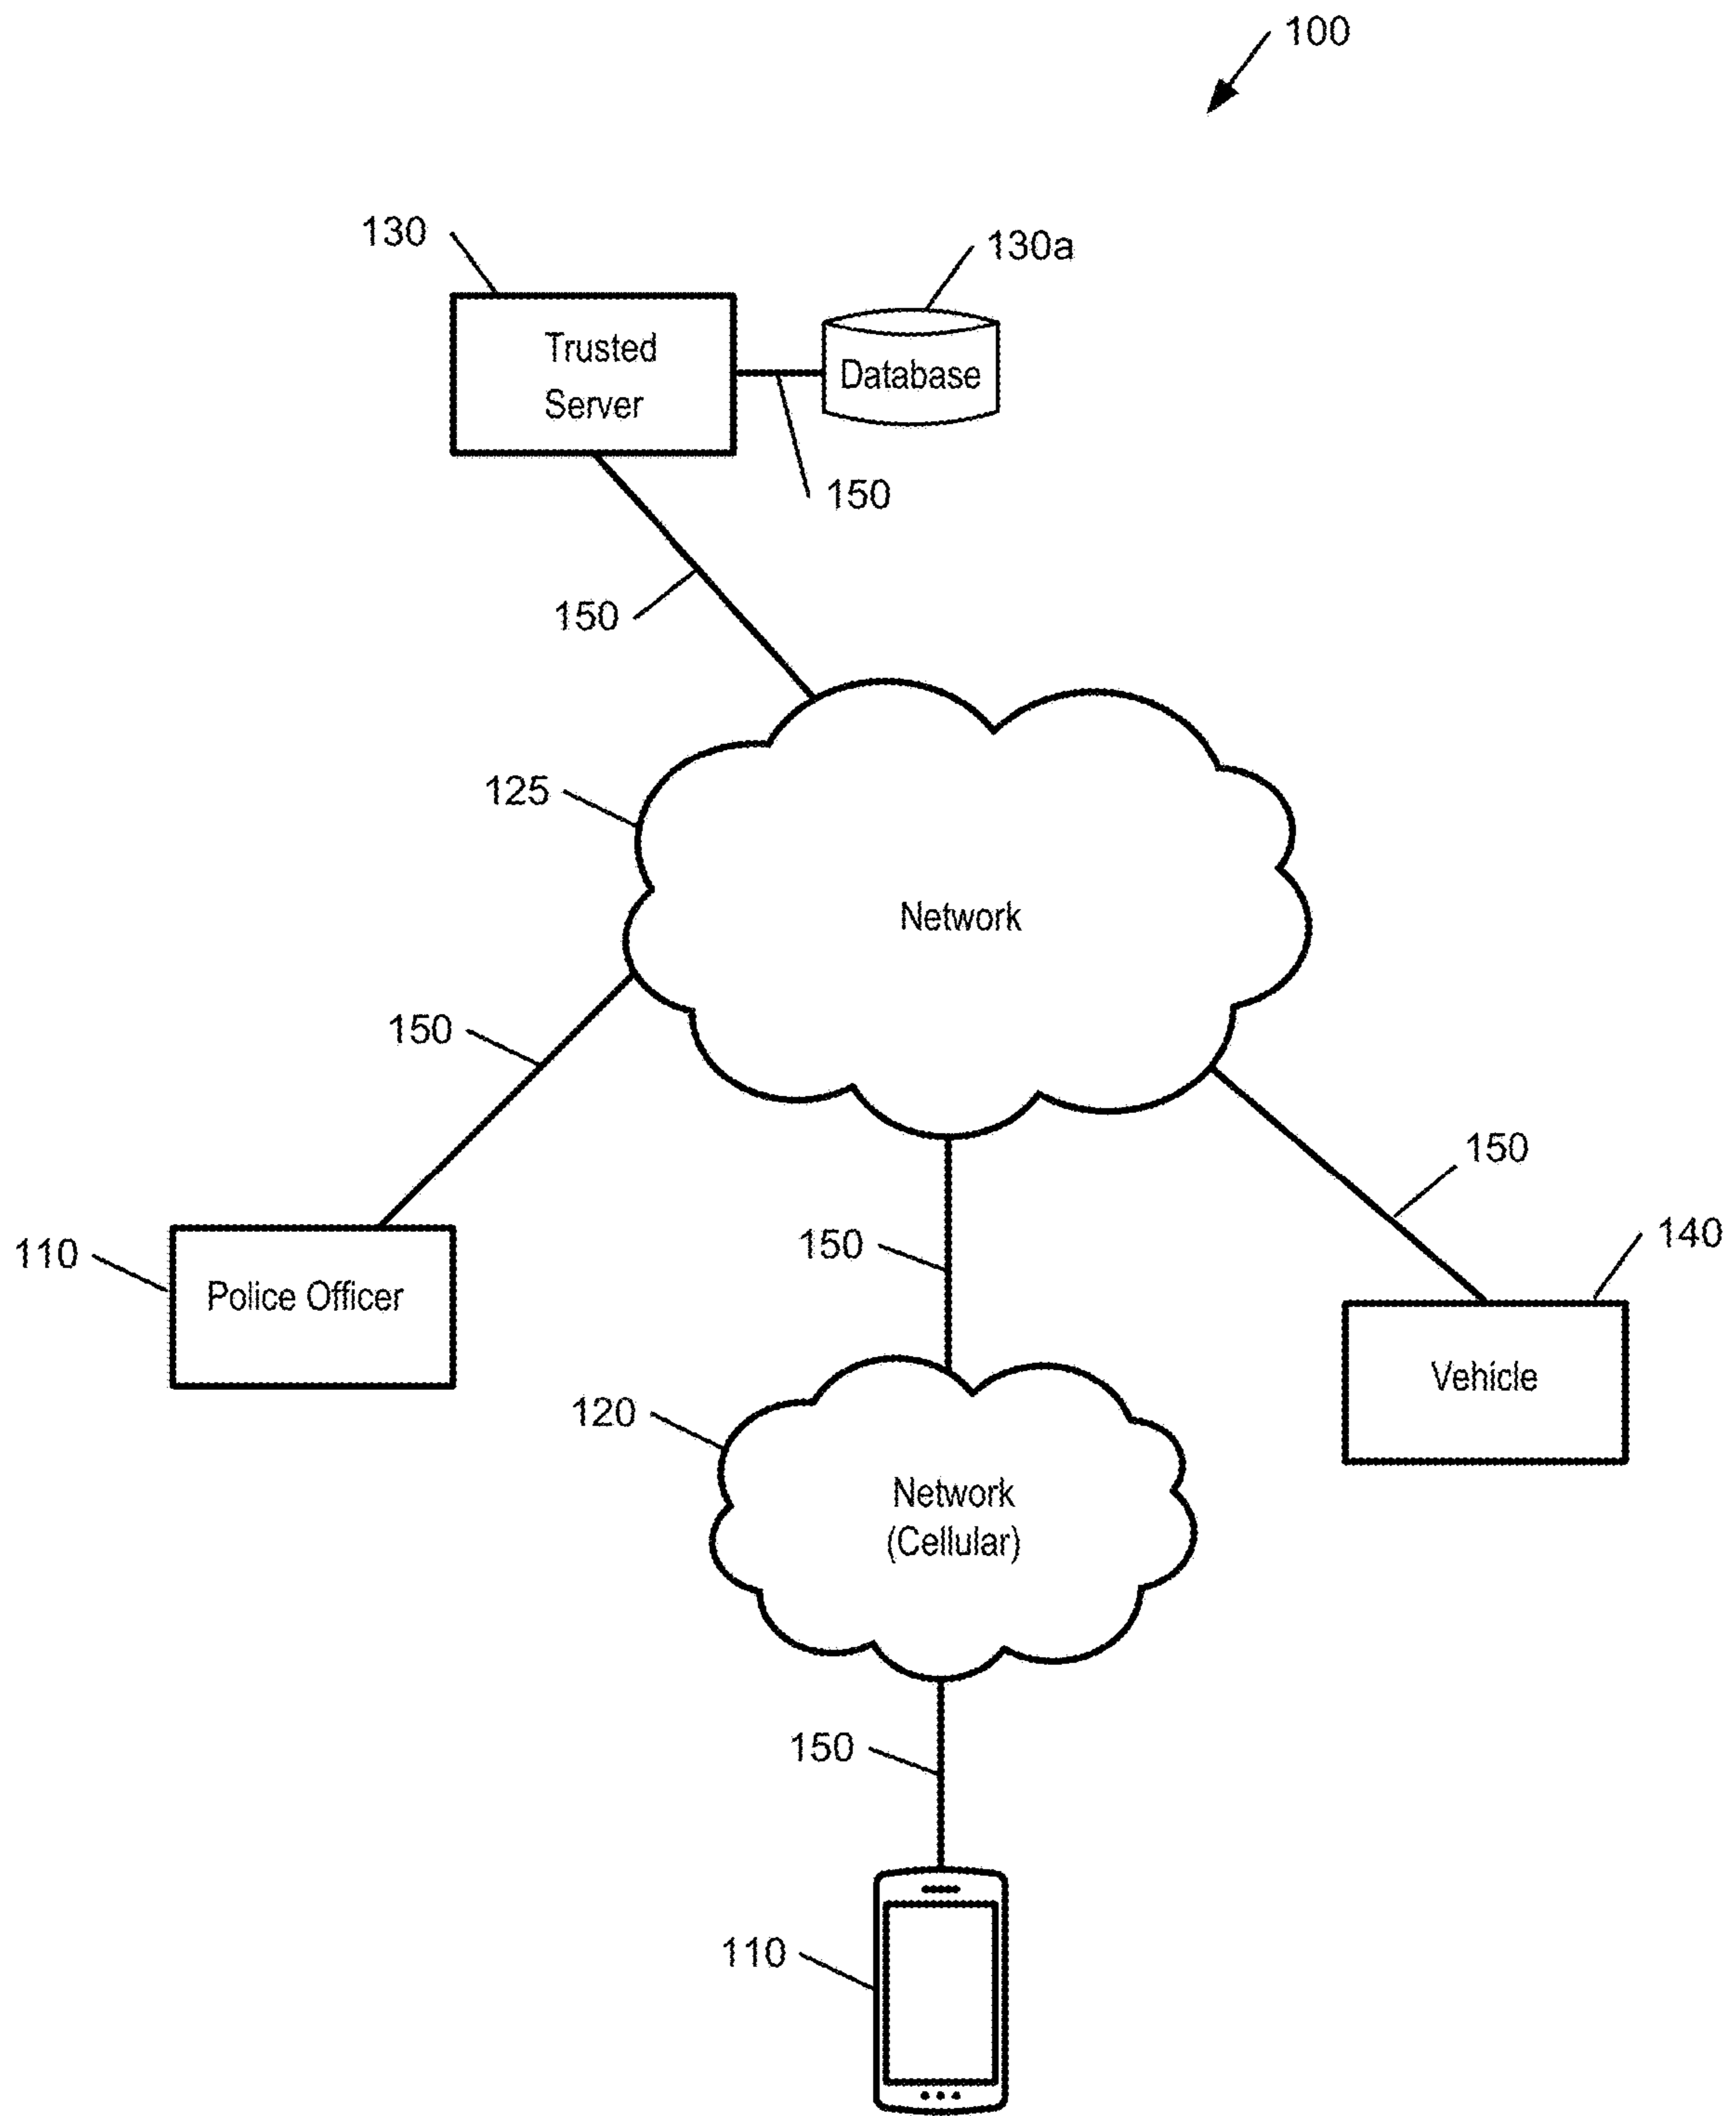 100
130
130a
Trusted
Server
Database
150
150
125
Network
150
150
110
Police Officer
150
140
Vehicle
120
Network
(Cellular)
150
110